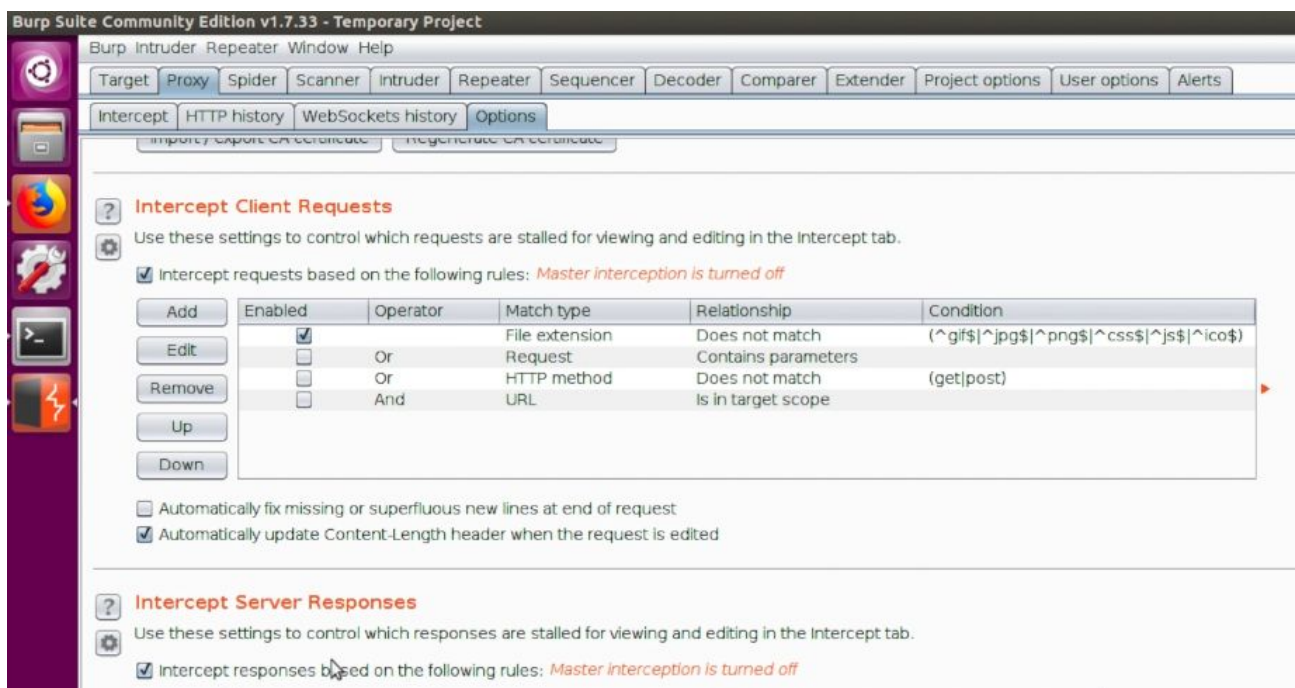 Burp Suite Community Edition v1.7.33 - Temporary Project
Burp Intruder Repeater Window Help
Target Proxy Spider Scanner Intruder Repeater Sequencer Decoder Comparer Extender Project options User options Alerts
Intercept HTTP history WebSockets history Options
Import / export CA certificate Regenerate CA certificate
? Intercept Client Requests
Use these settings to control which requests are stalled for viewing and editing in the Intercept tab.
Intercept requests based on the following rules: Master interception is turned off
Add Enabled Operator Match type Relationship Condition
File extension Does not match (^gif$|^jpg$|^png$|^css$|^js$|^ico$)
Edit Or Request Contains parameters
Or HTTP method Does not match (get|post)
Remove And URL Is in target scope
Up
Down
Automatically fix missing or superfluous new lines at end of request
Automatically update Content-Length header when the request is edited
? Intercept Server Responses
Use these settings to control which responses are stalled for viewing and editing in the Intercept tab.
Intercept responses based on the following rules: Master interception is turned off